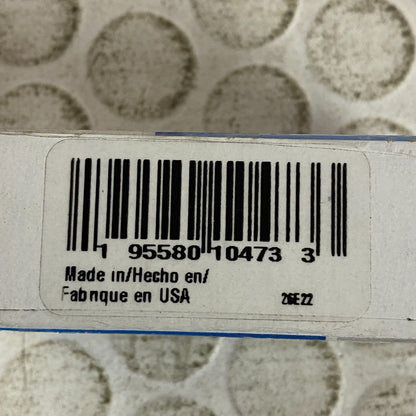 1 95580 10473 3
Made in/Hecho en/
Fabrique en USA
26E22